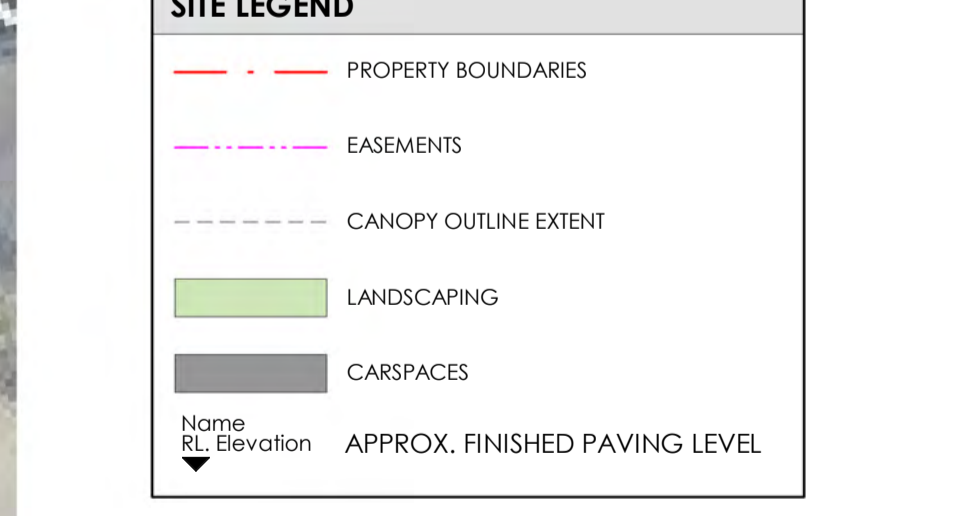 SITE LEGEND
PROPERTY BOUNDARIES
EASEMENTS
CANOPY OUTLINE EXTENT
LANDSCAPING
CARSPACES
Name
RL. Elevation
APPROX. FINISHED PAVING LEVEL